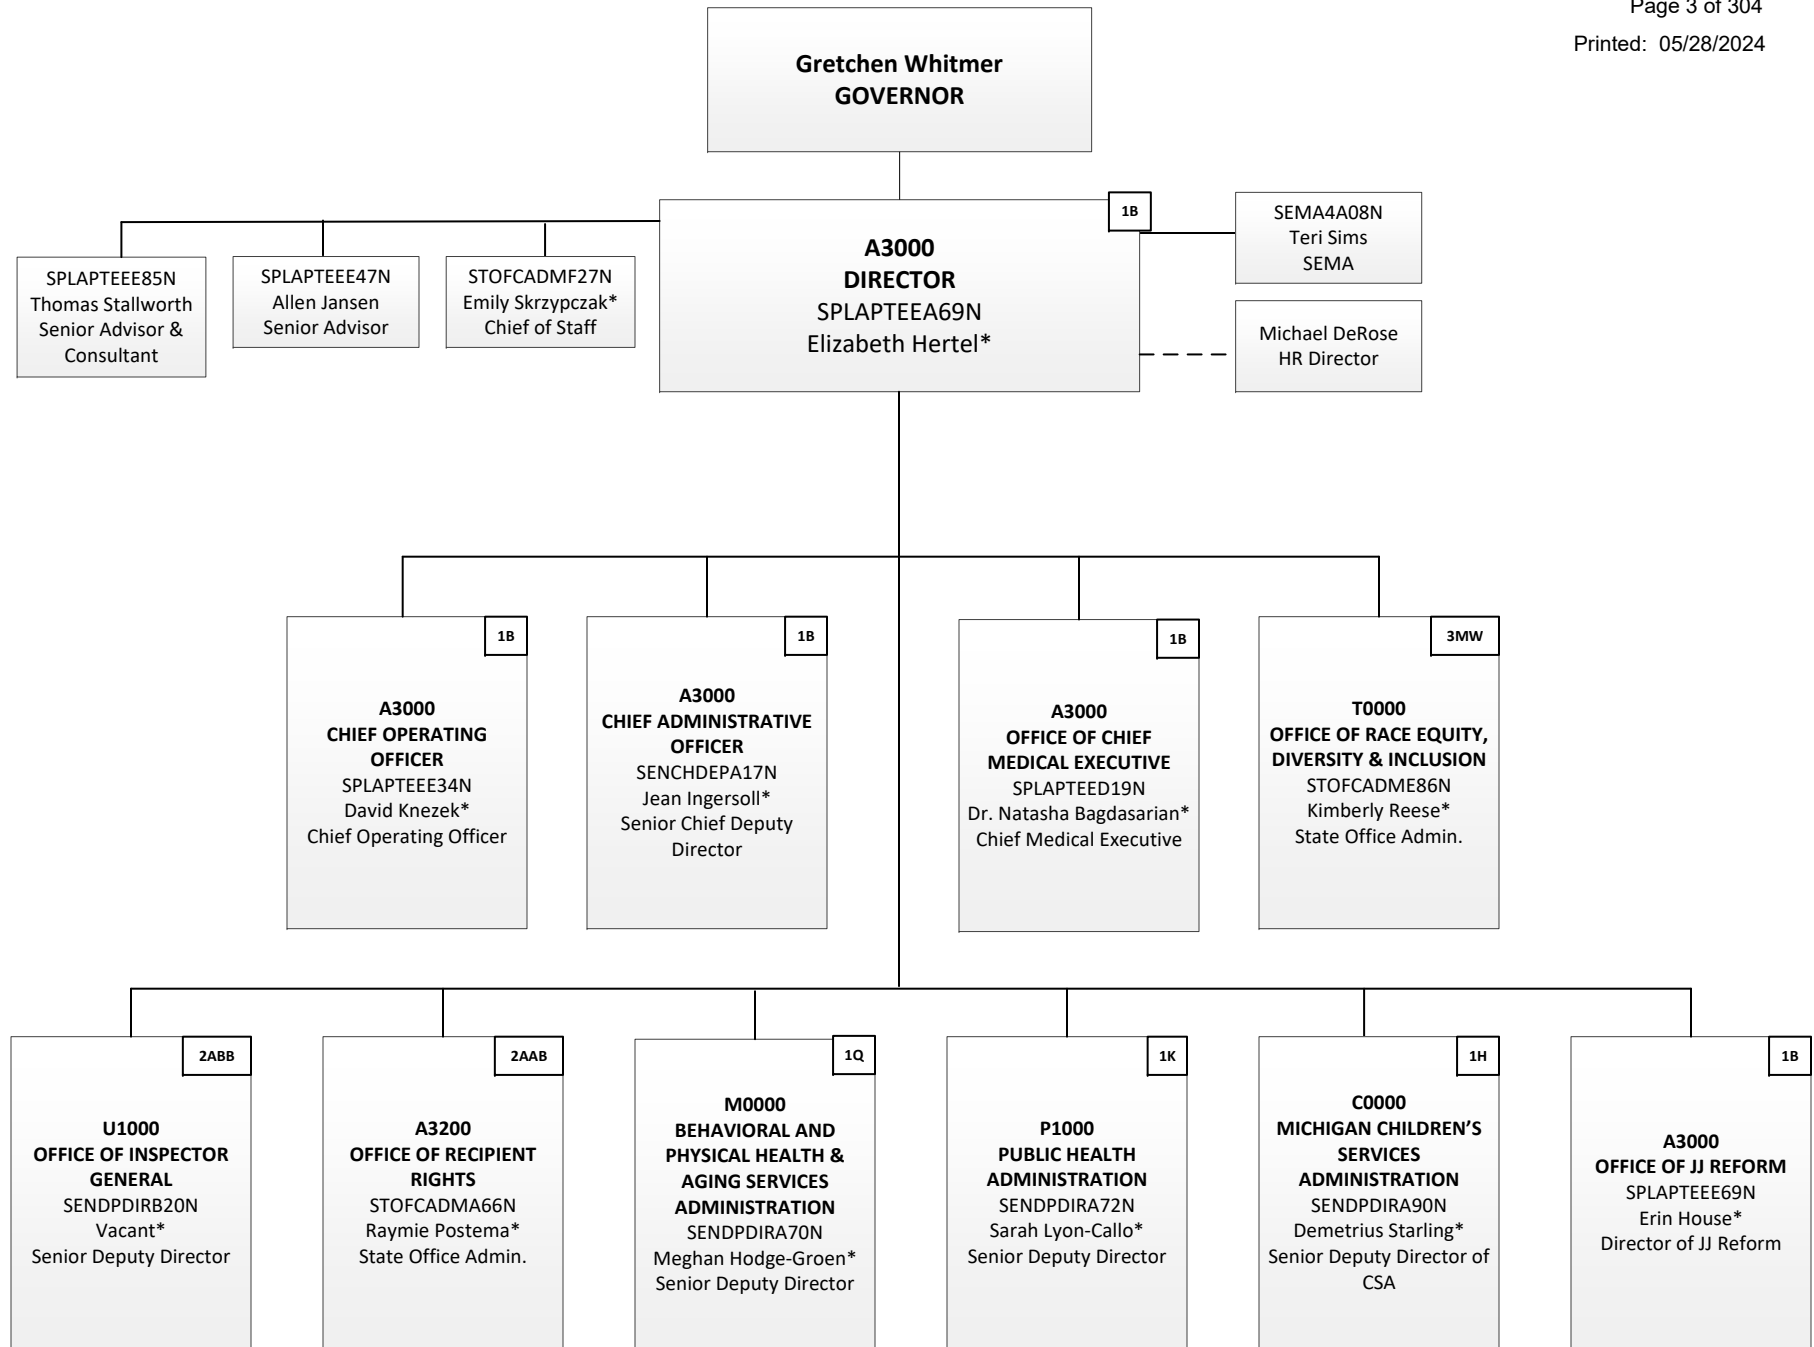 Page 3 of 304
Printed: 05/28/2024
Gretchen Whitmer
GOVERNOR
1B
A3000
DIRECTOR
SPLAPTEEA69N
Elizabeth Hertel*
SEMA4A08N
Teri Sims
SEMA
Michael DeRose
HR Director
SPLAPTEEE85N
Thomas Stallworth
Senior Advisor &
Consultant
SPLAPTEEE47N
Allen Jansen
Senior Advisor
STOFCADMF27N
Emily Skrzypczak*
Chief of Staff
1B
A3000
CHIEF OPERATING
OFFICER
SPLAPTEEE34N
David Knezek*
Chief Operating Officer
1B
A3000
CHIEF ADMINISTRATIVE
OFFICER
SENCHDEPA17N
Jean Ingersoll*
Senior Chief Deputy
Director
1B
A3000
OFFICE OF CHIEF
MEDICAL EXECUTIVE
SPLAPTEED19N
Dr. Natasha Bagdasarian*
Chief Medical Executive
3MW
T0000
OFFICE OF RACE EQUITY,
DIVERSITY & INCLUSION
STOFCADME86N
Kimberly Reese*
State Office Admin.
2ABB
U1000
OFFICE OF INSPECTOR
GENERAL
SENDPDIRB20N
Vacant*
Senior Deputy Director
2AAB
A3200
OFFICE OF RECIPIENT
RIGHTS
STOFCADMA66N
Raymie Postema*
State Office Admin.
1Q
M0000
BEHAVIORAL AND
PHYSICAL HEALTH &
AGING SERVICES
ADMINISTRATION
SENDPDIRA70N
Meghan Hodge-Groen*
Senior Deputy Director
1K
P1000
PUBLIC HEALTH
ADMINISTRATION
SENDPDIRA72N
Sarah Lyon-Callo*
Senior Deputy Director
1H
C0000
MICHIGAN CHILDREN’S
SERVICES
ADMINISTRATION
SENDPDIRA90N
Demetrius Starling*
Senior Deputy Director of
CSA
1B
A3000
OFFICE OF JJ REFORM
SPLAPTEEE69N
Erin House*
Director of JJ Reform